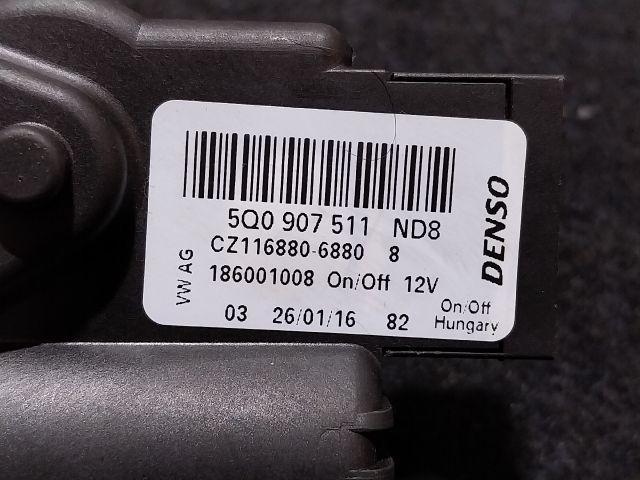 5Q0 907 511 ND8
CZ116880-6880 8
186001008 On/Off 12V
03 26/01/16 82
VW AG
DENSO
On/Off
Hungary